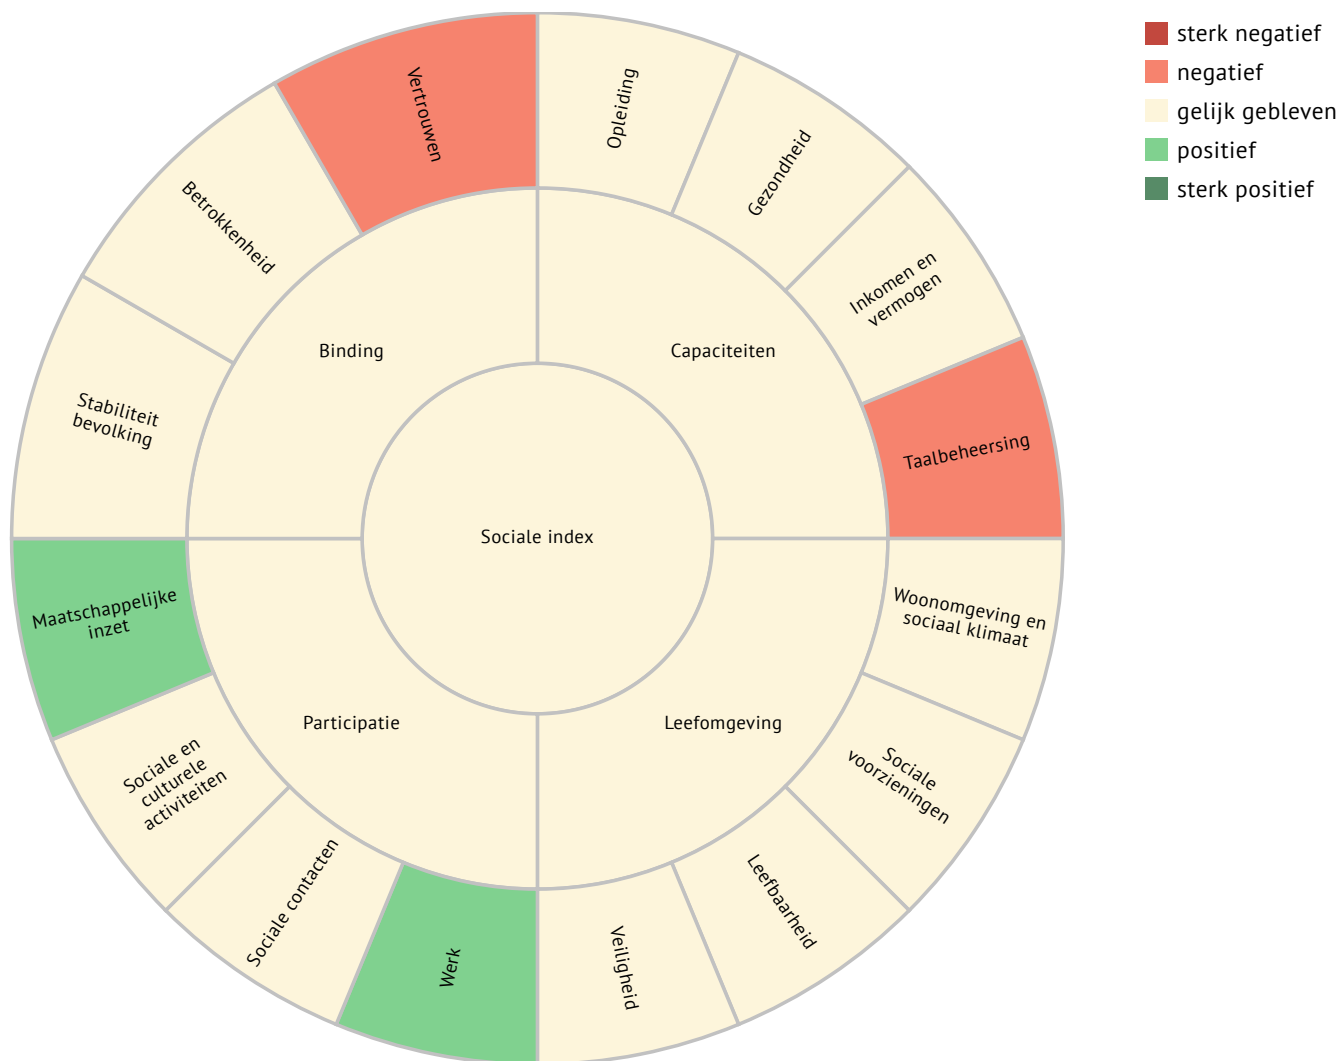 sterk negatief
negatief
gelijk gebleven
positief
sterk positief
Vertrouwen
Opleiding
Gezondheid
Betrokkenheid
Inkomen en
vermogen
Binding
Capaciteiten
Stabiliteit
bevolking
Taalbeheersing
Sociale index
Maatschappelijke
inzet
Woonomgeving en
sociaal klimaat
Participatie
Leefomgeving
Sociale en
culturele
activiteiten
Sociale
voorzieningen
Sociale contacten
Leefbaarheid
Werk
Veiligheid